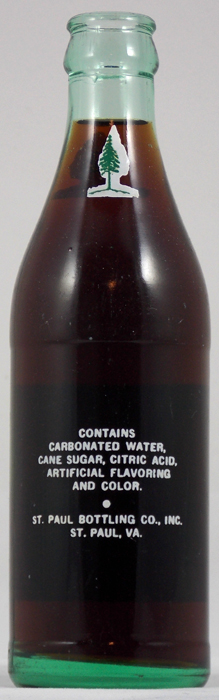 CONTAINS
CARBONATED WATER,
CANE SUGAR, CITRIC ACID,
ARTIFICIAL FLAVORING
AND COLOR.
ST. PAUL BOTTLING CO., INC.
ST. PAUL, VA.